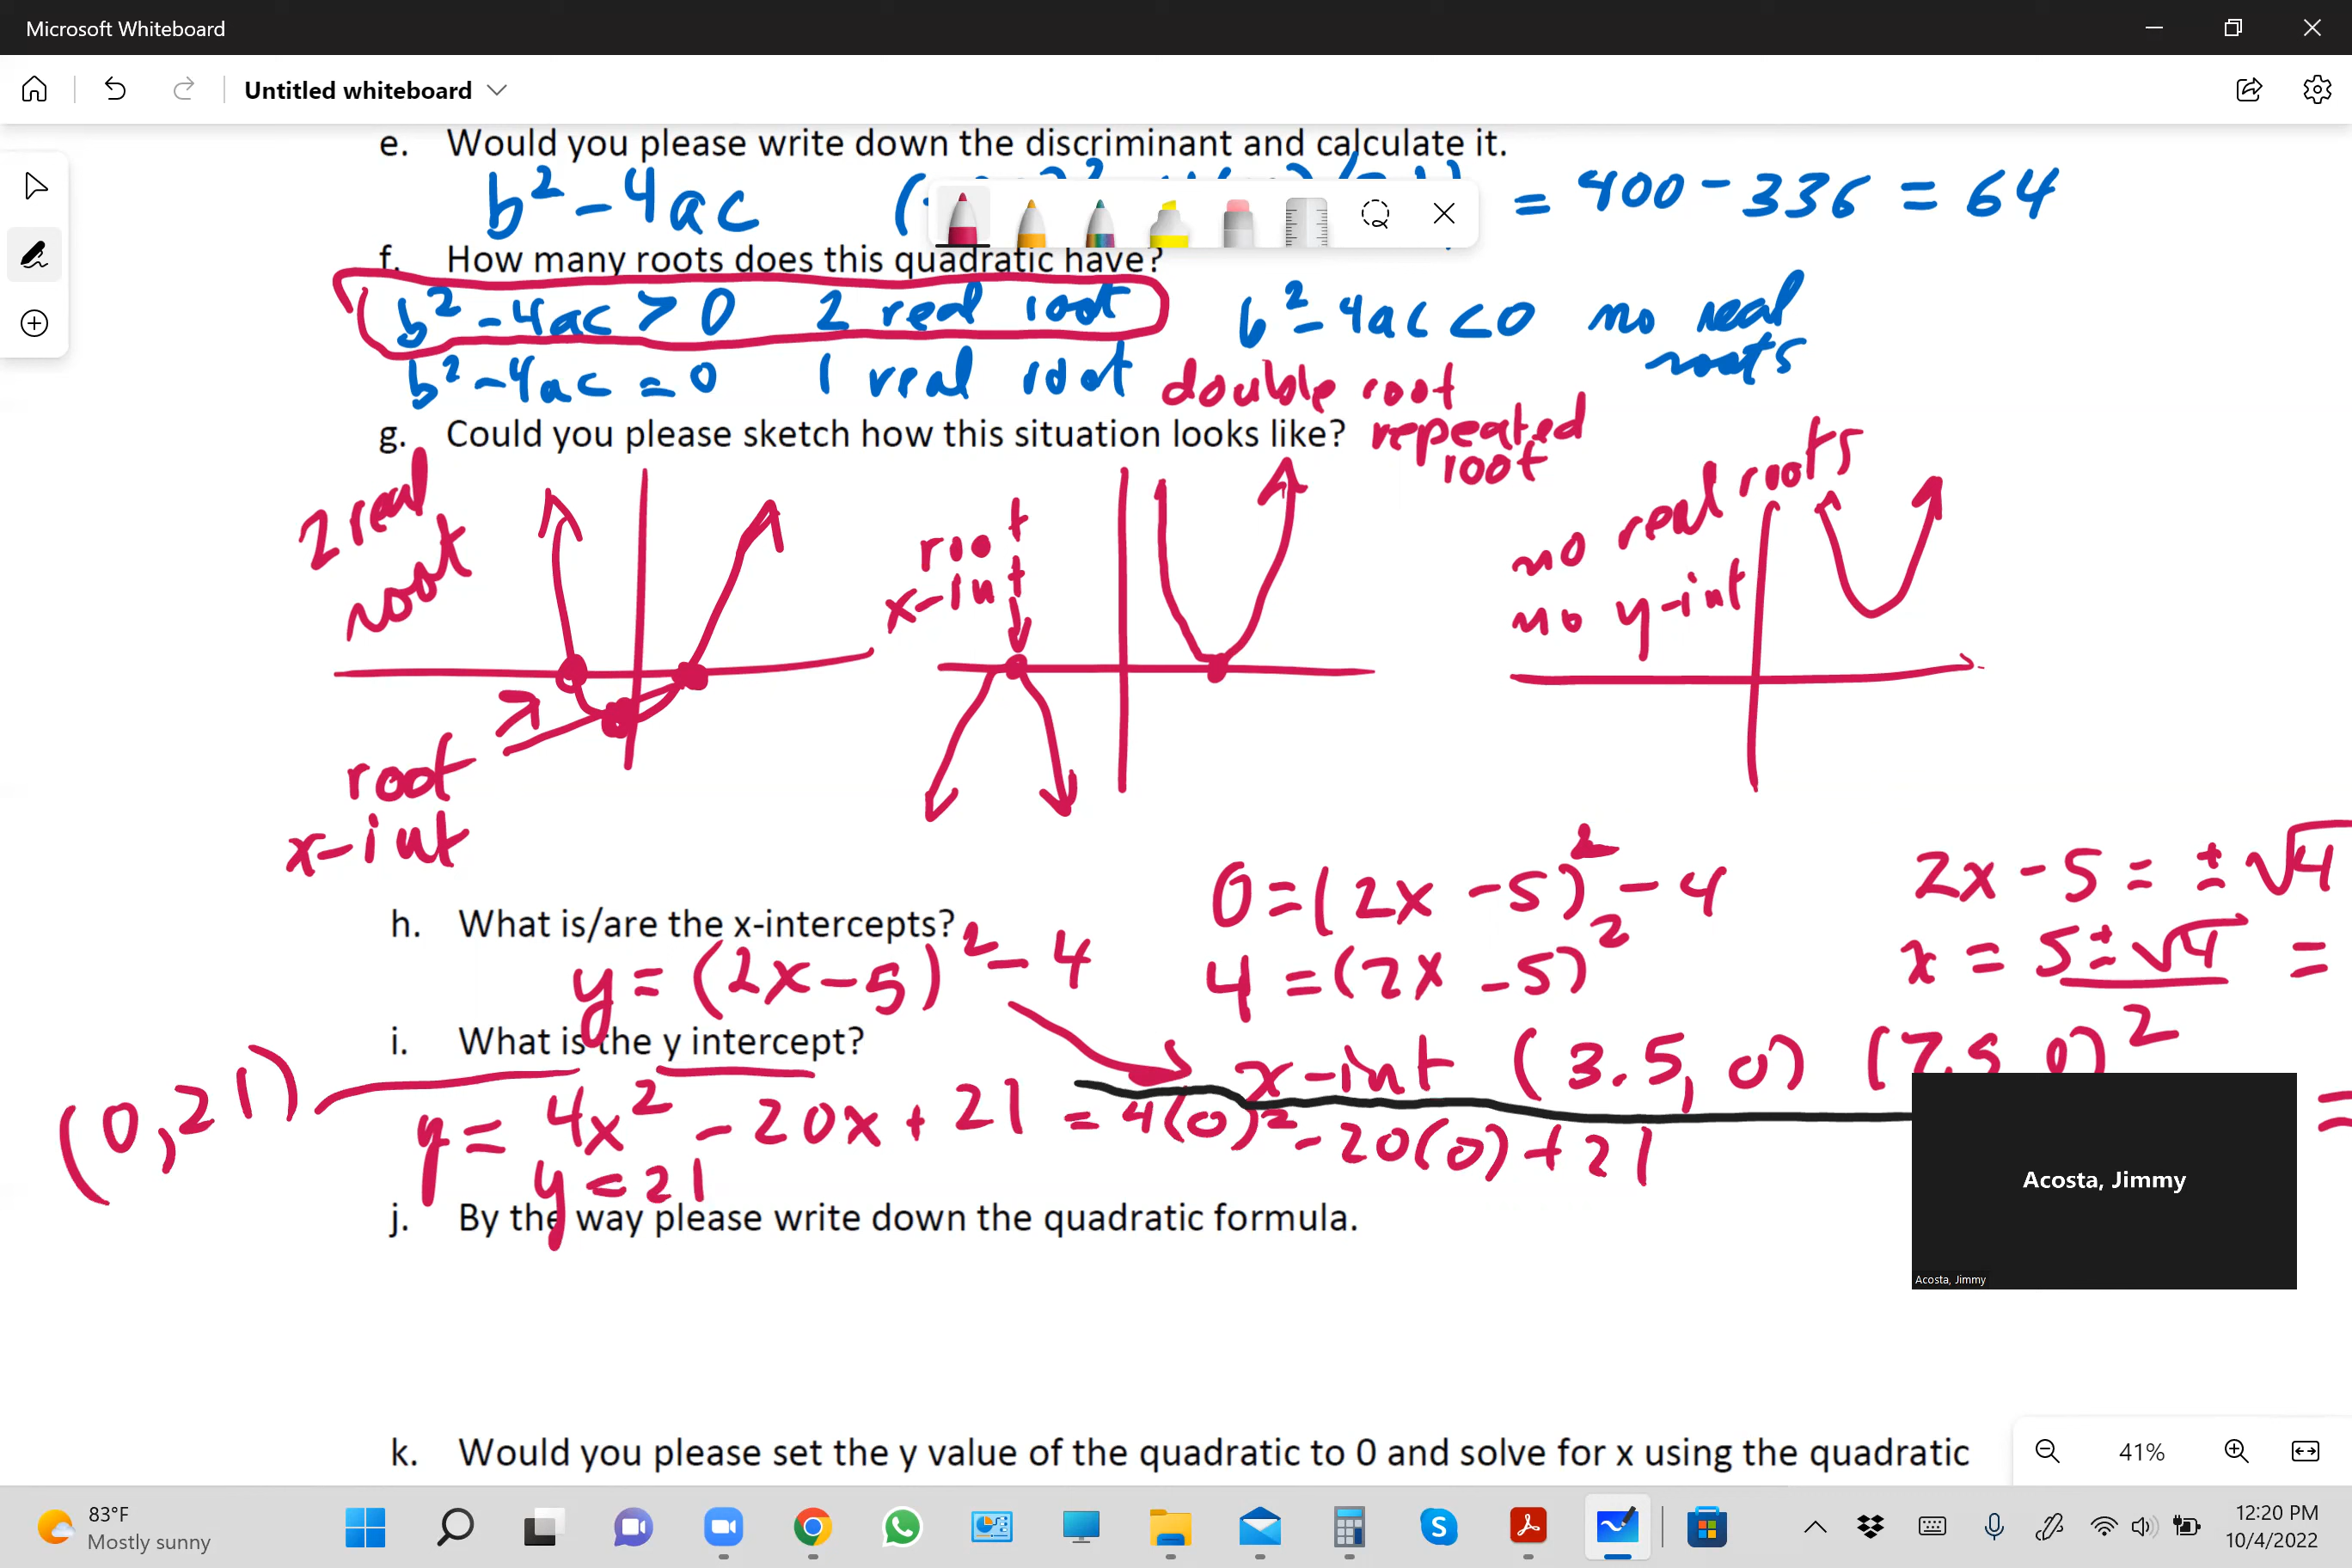 Microsoft Whiteboard
Untitled whiteboard
e. Would you please write down the discriminant and calculate it.
b² - 4ac = 400 - 336 = 64
f. How many roots does this quadratic have?
b² - 4ac > 0 2 real root b² - 4ac < 0 no real roots
b² - 4ac = 0 1 real root double root
g. Could you please sketch how this situation looks like? repeated root
2 real root
root x-int
no real roots
no y-int
root
x-int
0 = (2x - 5)² - 4 2x - 5 = ± √4
h. What is/are the x-intercepts?
y = (2x - 5)² - 4 4 = (2x - 5)² x = 5 ± √4 =
2
i. What is the y intercept?
x-int (3.5, 0)
(0, 21) y = 4x² - 20x + 21 = 4(0)² - 20(0) + 21
y = 21
j. By the way please write down the quadratic formula.
Acosta, Jimmy
Acosta, Jimmy
k. Would you please set the y value of the quadratic to 0 and solve for x using the quadratic
41%
83°F
Mostly sunny
12:20 PM
10/4/2022